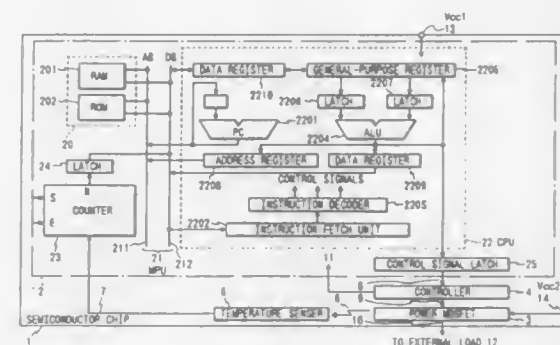 Vcc1
13
AB DB
201
RAM
202
ROM
20
DATA REGISTER
2210
GENERAL-PURPOSE REGISTER
2206
2207
LATCH
LATCH
2201
PC
2204
ALU
24
LATCH
ADDRESS REGISTER
2208
DATA REGISTER
2209
CONTROL SIGNALS
S
N
E
COUNTER
23
INSTRUCTION DECODER
2205
2202
INSTRUCTION FETCH UNIT
211
21
212
MPU
22 CPU
11
CONTROL SIGNAL LATCH
25
2
7
CONTROLLER
4
Vcc2
14
TEMPERATURE SENSER
POWER MOSFET
3
10
SEMICONDUCTOR CHIP
1
TO EXTERNAL LOAD 12